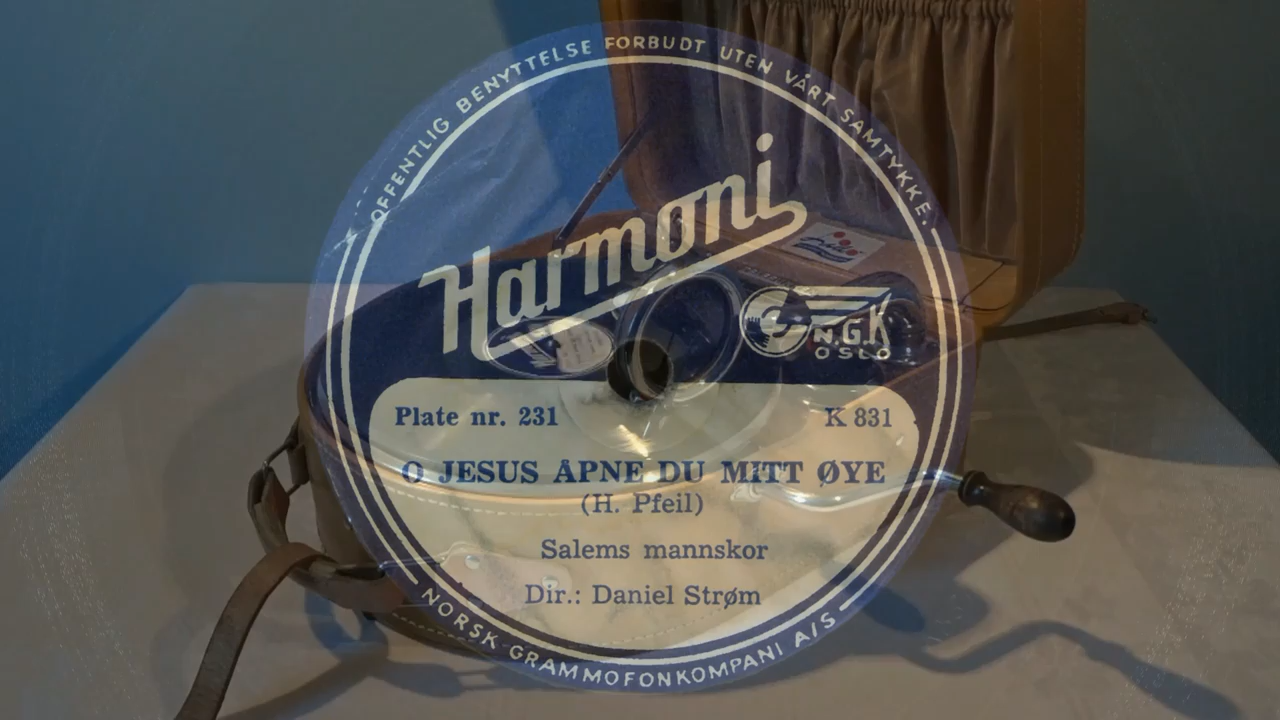 OFFENTLIG BENYTTELSE FORBUDT UTEN VÅRT SAMTYKKE.
Harmoni
N.G.K
OSLO
Plate nr. 231
K 831
O JESUS ÅPNE DU MITT ØYE
(H. Pfeil)
Salems mannskor
Dir.: Daniel Strøm
NORSK GRAMMOFONKOMPANI A/S